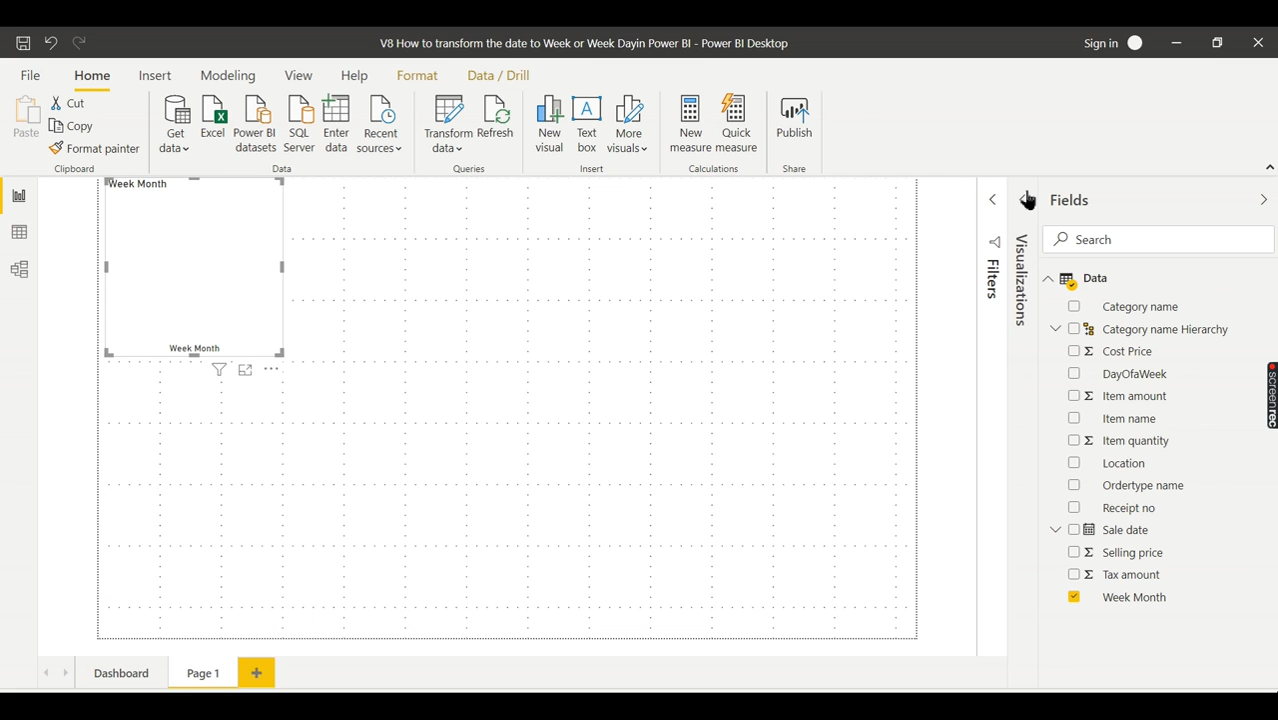 V8 How to transform the date to Week or Week Dayin Power BI - Power BI Desktop
Sign in
File
Home
Insert
Modeling
View
Help
Format
Data / Drill
Paste
Cut
Copy
Format painter
Clipboard
Get data
Excel
Power BI datasets
SQL Server
Enter data
Recent sources
Data
Transform data
Refresh
Queries
New visual
Text box
More visuals
Insert
New measure
Quick measure
Calculations
Publish
Share
Week Month
Week Month
Filters
Visualizations
Fields
Search
Data
Category name
Category name Hierarchy
Cost Price
DayOfaWeek
Item amount
Item name
Item quantity
Location
Ordertype name
Receipt no
Sale date
Selling price
Tax amount
Week Month
screenrec
Dashboard
Page 1